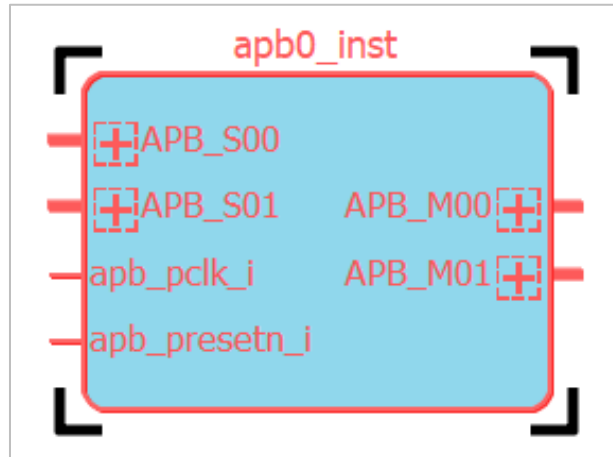 apb0_inst
APB_S00
APB_S01 APB_M00
apb_pclk_i APB_M01
apb_presetn_i